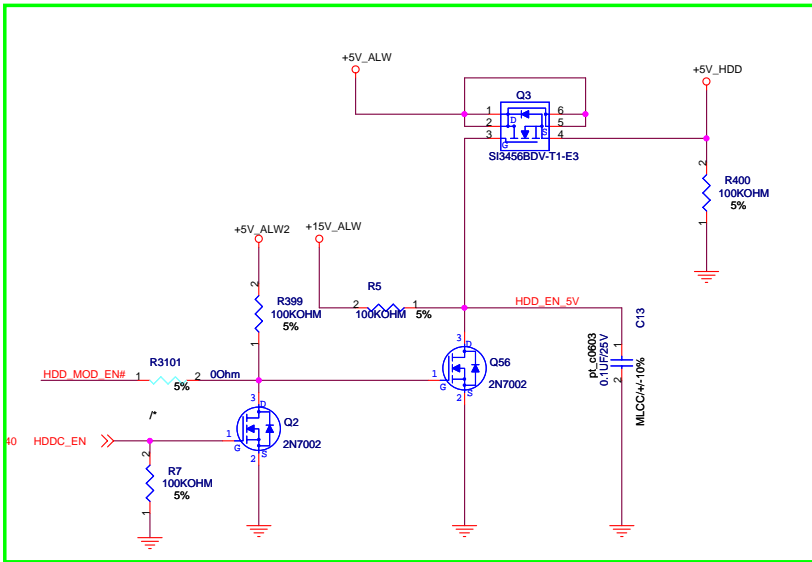 +5V_ALW
+5V_HDD
Q3
1
2
3
6
5
4
D
S
G
SI3456BDV-T1-E3
2
R400
100KOHM
5%
1
+5V_ALW2
+15V_ALW
2
R399
100KOHM
5%
1
R5
2
1
100KOHM
5%
HDD_EN_5V
C13
1
2
pt_c0603
0.1UF/25V
MLCC/+/-10%
3
D
Q56
1
G
2N7002
2
S
R3101
HDD_MOD_EN#
1
2
0Ohm
5%
/*
3
D
Q2
1
G
2N7002
2
S
40 HDDC_EN
2
R7
100KOHM
5%
1